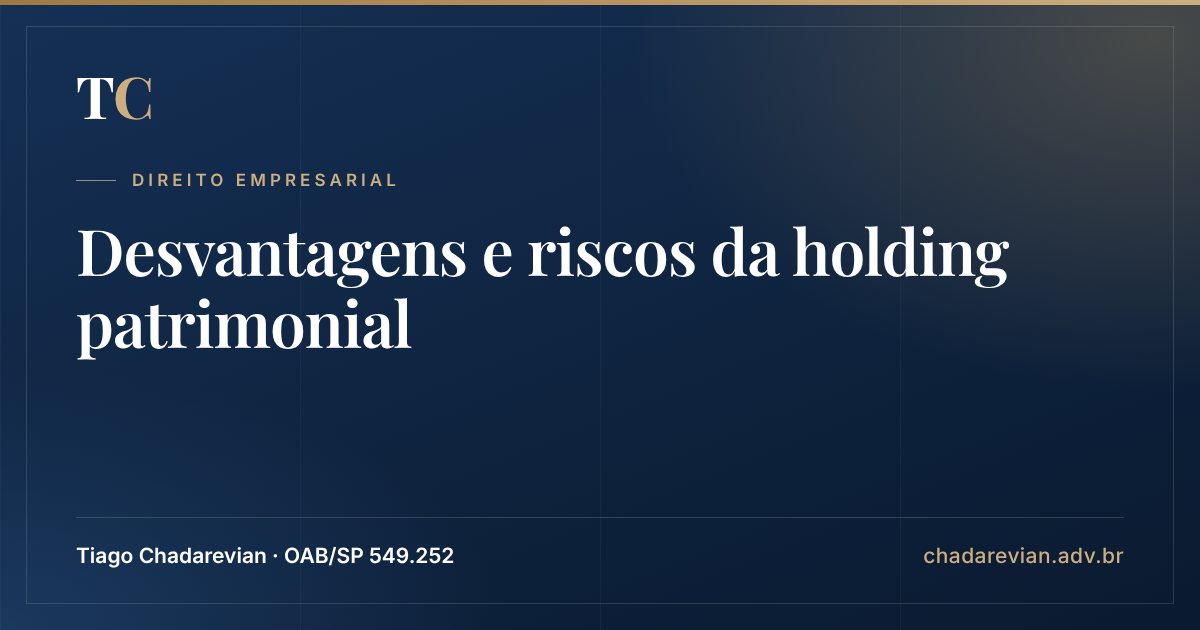 TC
DIREITO EMPRESARIAL
Desvantagens e riscos da holding
patrimonial
Tiago Chadarevian · OAB/SP 549.252
chadarevian.adv.br